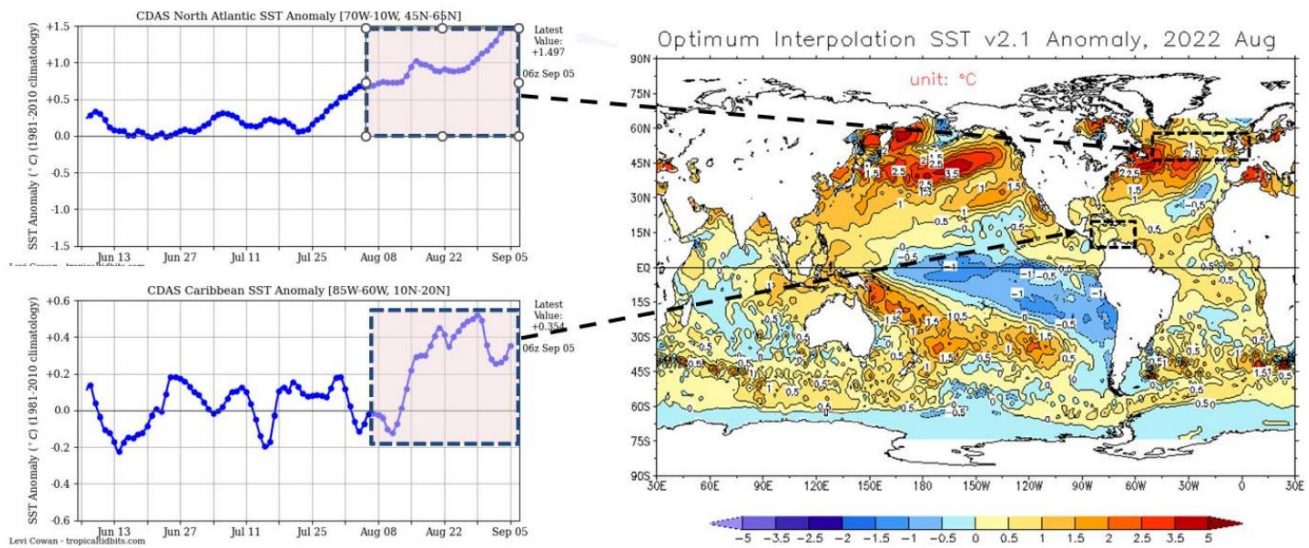 CDAS North Atlantic SST Anomaly [70W-10W, 45N-65N]
SST Anomaly (°C) (1981-2010 climatology)
+1.5
+1.0
+0.5
0.0
-0.5
-1.0
-1.5
Jun 13 Jun 27 Jul 11 Jul 25 Aug 08 Aug 22 Sep 05
Latest
Value:
+1.497
06z Sep 05
Levi Cowan - tropicaltidbits.com
CDAS Caribbean SST Anomaly [85W-60W, 10N-20N]
SST Anomaly (°C) (1981-2010 climatology)
+0.6
+0.4
+0.2
0.0
-0.2
-0.4
-0.6
Jun 13 Jun 27 Jul 11 Jul 25 Aug 08 Aug 22 Sep 05
Latest
Value:
+0.354
06z Sep 05
Levi Cowan - tropicaltidbits.com
Optimum Interpolation SST v2.1 Anomaly, 2022 Aug
unit: °C
90N
75N
60N
45N
30N
15N
EQ
15S
30S
45S
60S
75S
90S
30E 60E 90E 120E 150E 180 150W 120W 90W 60W 30W 0 30E
-5 -3.5 -2.5 -2 -1.5 -1 -0.5 0 0.5 1 1.5 2 2.5 3.5 5